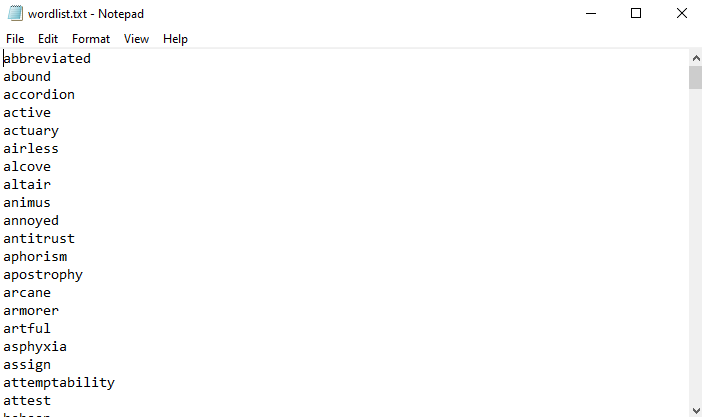 wordlist.txt - Notepad
File Edit Format View Help
abbreviated
abound
accordion
active
actuary
airless
alcove
altair
animus
annoyed
antitrust
aphorism
apostrophy
arcane
armorer
artful
asphyxia
assign
attemptability
attest